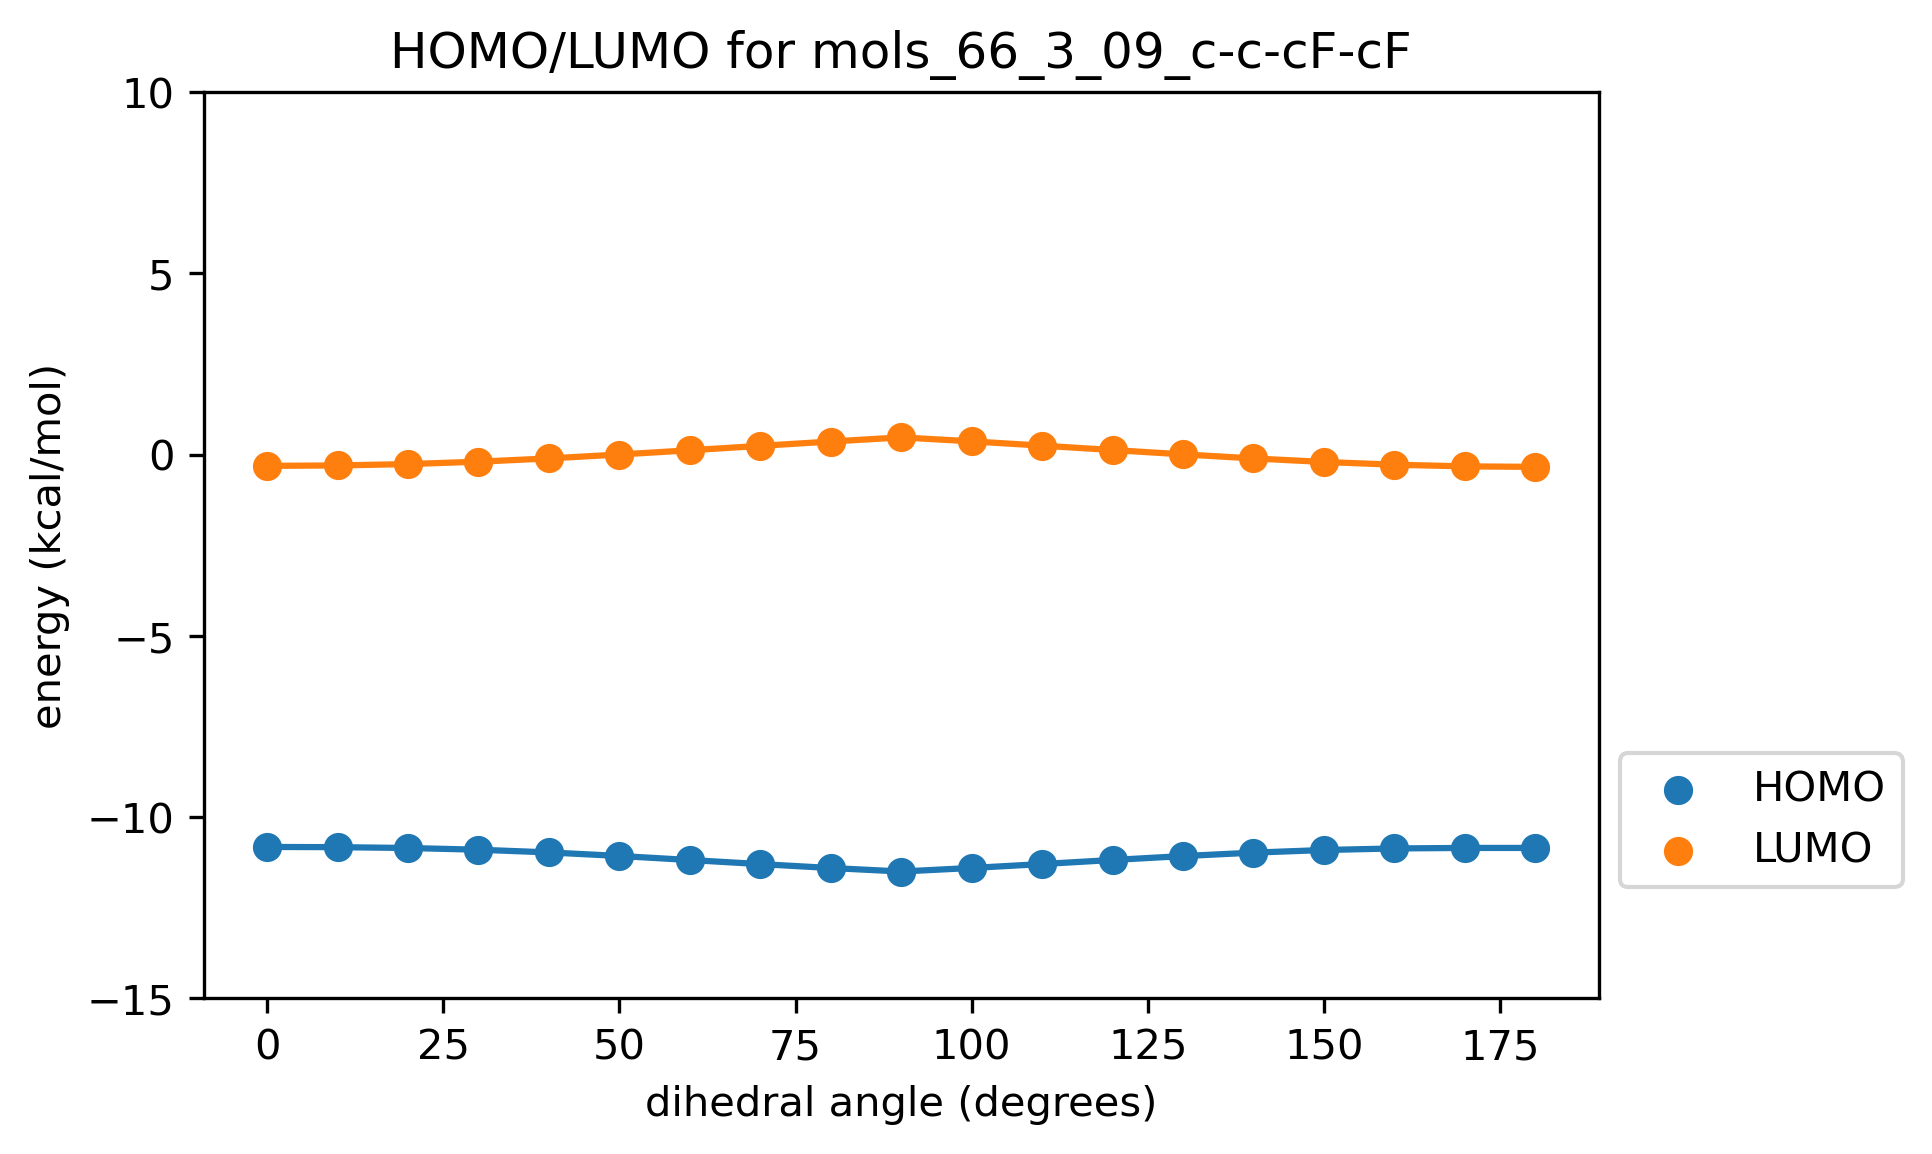 HOMO/LUMO for mols_66_3_09_c-c-cF-cF
10
5
0
−5
−10
−15
energy (kcal/mol)
0 25 50 75 100 125 150 175
dihedral angle (degrees)
HOMO
LUMO